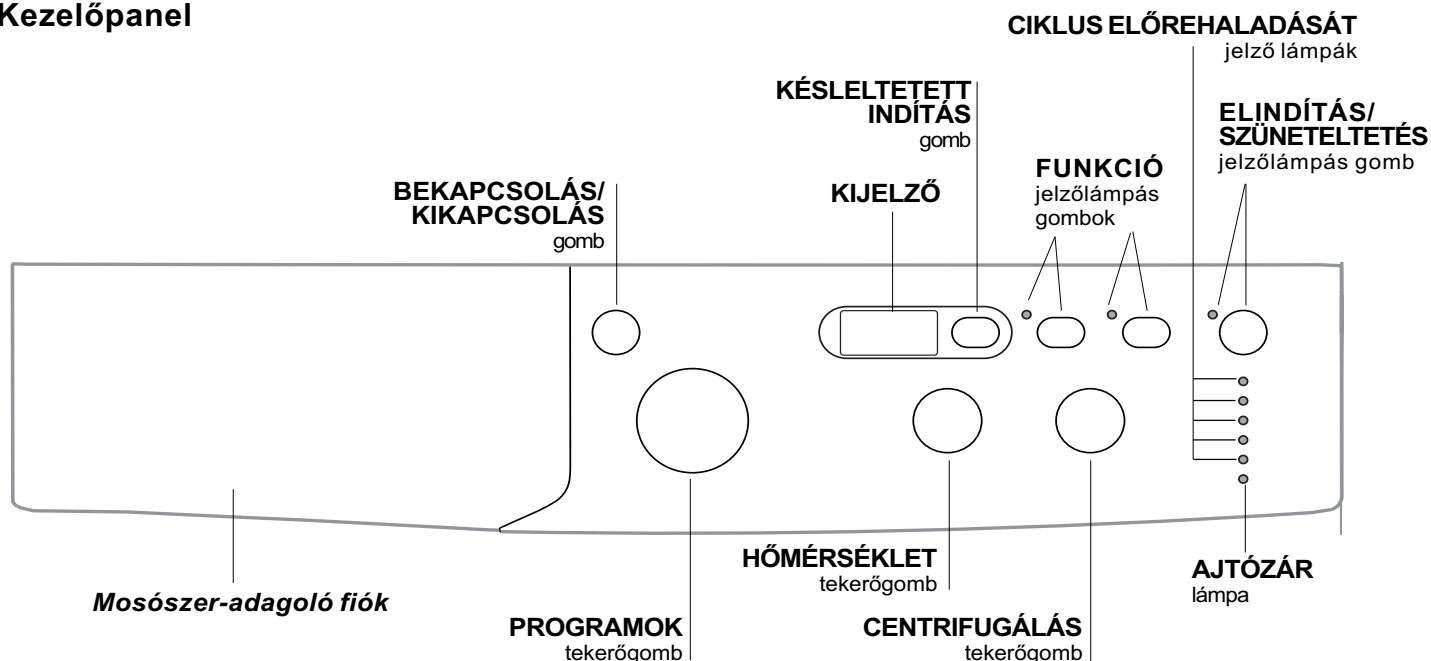 Kezelőpanel
CIKLUS ELŐREHALADÁSÁT
jelző lámpák
KÉSLELTETETT
INDÍTÁS
gomb
ELINDÍTÁS/
SZÜNETELTETÉS
jelzőlámpás gomb
FUNKCIÓ
jelzőlámpás
gombok
BEKAPCSOLÁS/
KIKAPCSOLÁS
gomb
KIJELZŐ
HŐMÉRSÉKLET
tekerőgomb
AJTÓZÁR
lámpa
Mosószer-adagoló fiók
PROGRAMOK
tekerőgomb
CENTRIFUGÁLÁS
tekerőgomb